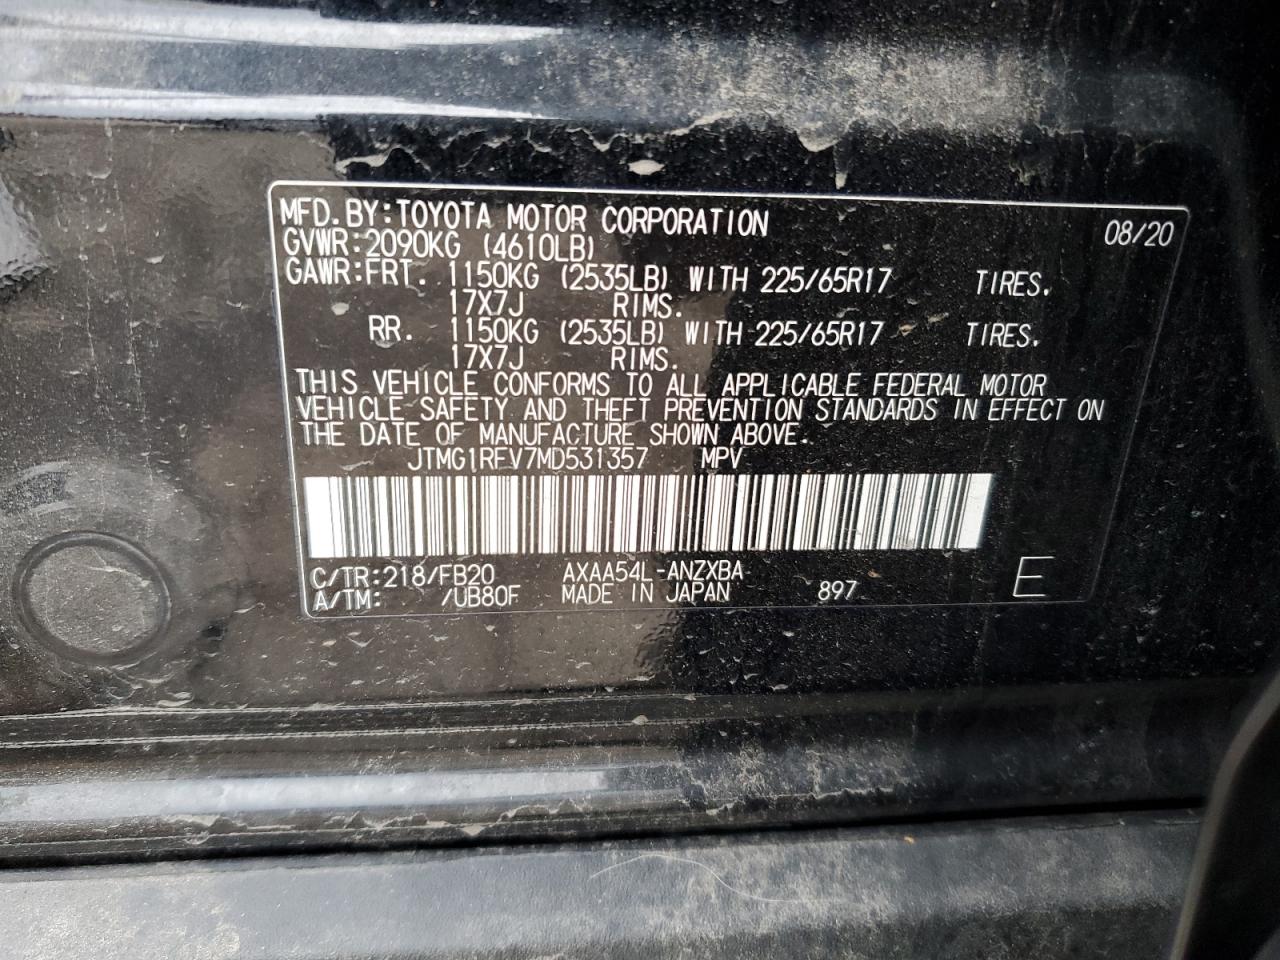 MFD.BY:TOYOTA MOTOR CORPORATION 08/20
GVWR:2090KG (4610LB)
GAWR:FRT. 1150KG (2535LB) WITH 225/65R17 TIRES.
17X7J RIMS.
RR. 1150KG (2535LB) WITH 225/65R17 TIRES.
17X7J RIMS.
THIS VEHICLE CONFORMS TO ALL APPLICABLE FEDERAL MOTOR
VEHICLE SAFETY AND THEFT PREVENTION STANDARDS IN EFFECT ON
THE DATE OF MANUFACTURE SHOWN ABOVE.
JTMG1RFV7MD531357 MPV
C/TR:218/FB20 AXAA54L-ANZXBA
A/TM: /UB80F MADE IN JAPAN 897 E